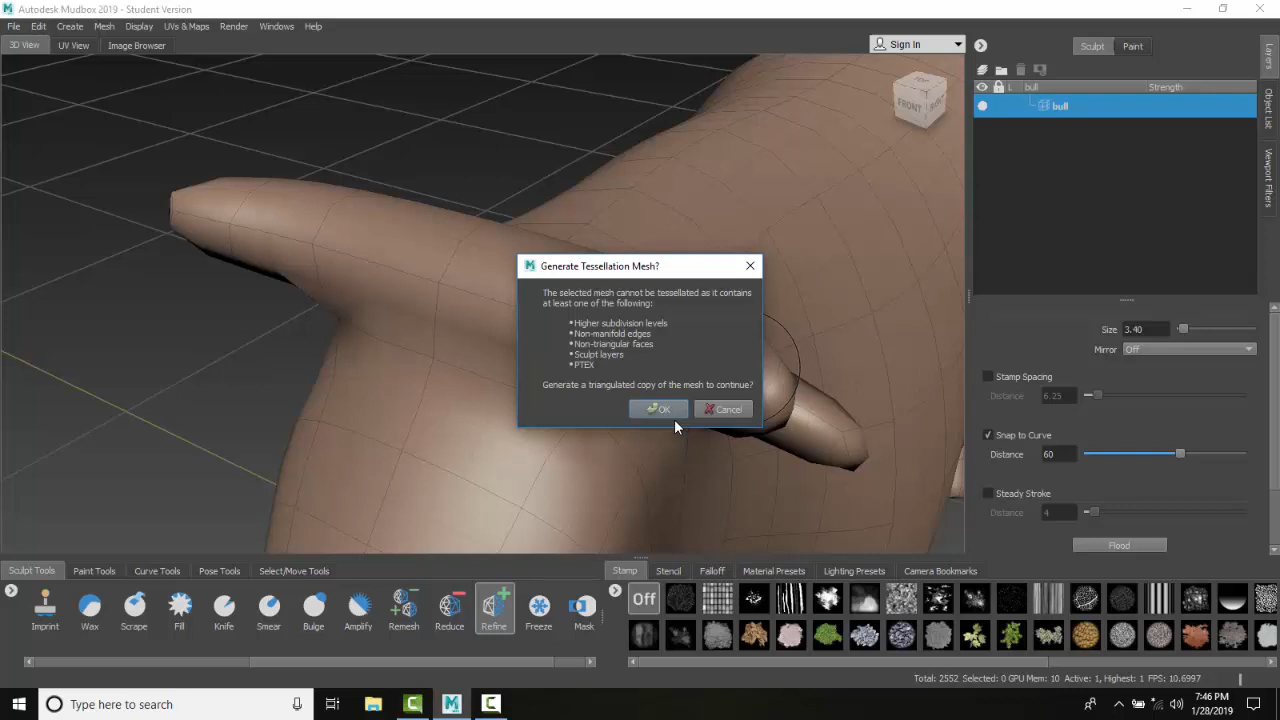 Autodesk Mudbox 2019 - Student Version
File Edit Create Mesh Display UVs & Maps Render Windows Help
3D View UV View Image Browser
Sign In
Sculpt Paint
Layers
Object List
Viewport Filters
L bull Strength
bull
FRONT
Generate Tessellation Mesh?
The selected mesh cannot be tessellated as it contains
at least one of the following:
• Higher subdivision levels
• Non-manifold edges
• Non-triangular faces
• Sculpt layers
• PTEX
Generate a triangulated copy of the mesh to continue?
OK Cancel
Size 3.40
Mirror Off
Stamp Spacing
Distance 6.25
Snap to Curve
Distance 60
Steady Stroke
Distance 4
Flood
Sculpt Tools Paint Tools Curve Tools Pose Tools Select/Move Tools
Stamp Stencil Falloff Material Presets Lighting Presets Camera Bookmarks
Imprint Wax Scrape Fill Knife Smear Bulge Amplify Remesh Reduce Refine Freeze Mask
Off
Total: 2552 Selected: 0 GPU Mem: 10 Active: 1, Highest: 1 FPS: 10.6997
Type here to search
7:46 PM
1/28/2019